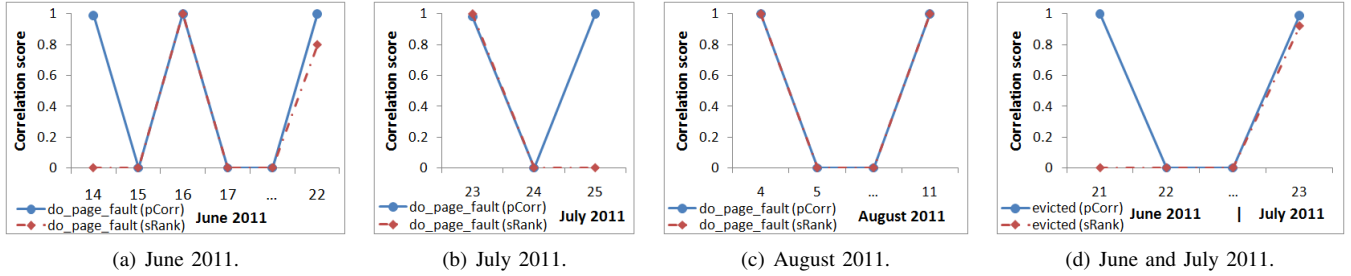 Correlation score
1
0.8
0.6
0.4
0.2
0
14 15 16 17 ... 22
do_page_fault (pCorr)
do_page_fault (sRank)
June 2011
(a) June 2011.
Correlation score
1
0.8
0.6
0.4
0.2
0
23 24 25
do_page_fault (pCorr)
do_page_fault (sRank)
July 2011
(b) July 2011.
Correlation score
1
0.8
0.6
0.4
0.2
0
4 5 ... 11
do_page_fault (pCorr)
do_page_fault (sRank)
August 2011
(c) August 2011.
Correlation score
1
0.8
0.6
0.4
0.2
0
21 22 ... 23
evicted (pCorr)
evicted (sRank)
June 2011 | July 2011
(d) June and July 2011.